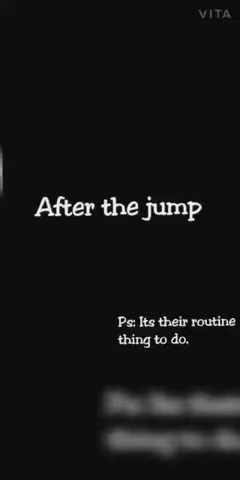 VITA
After the jump
Ps: Its their routine
thing to do.